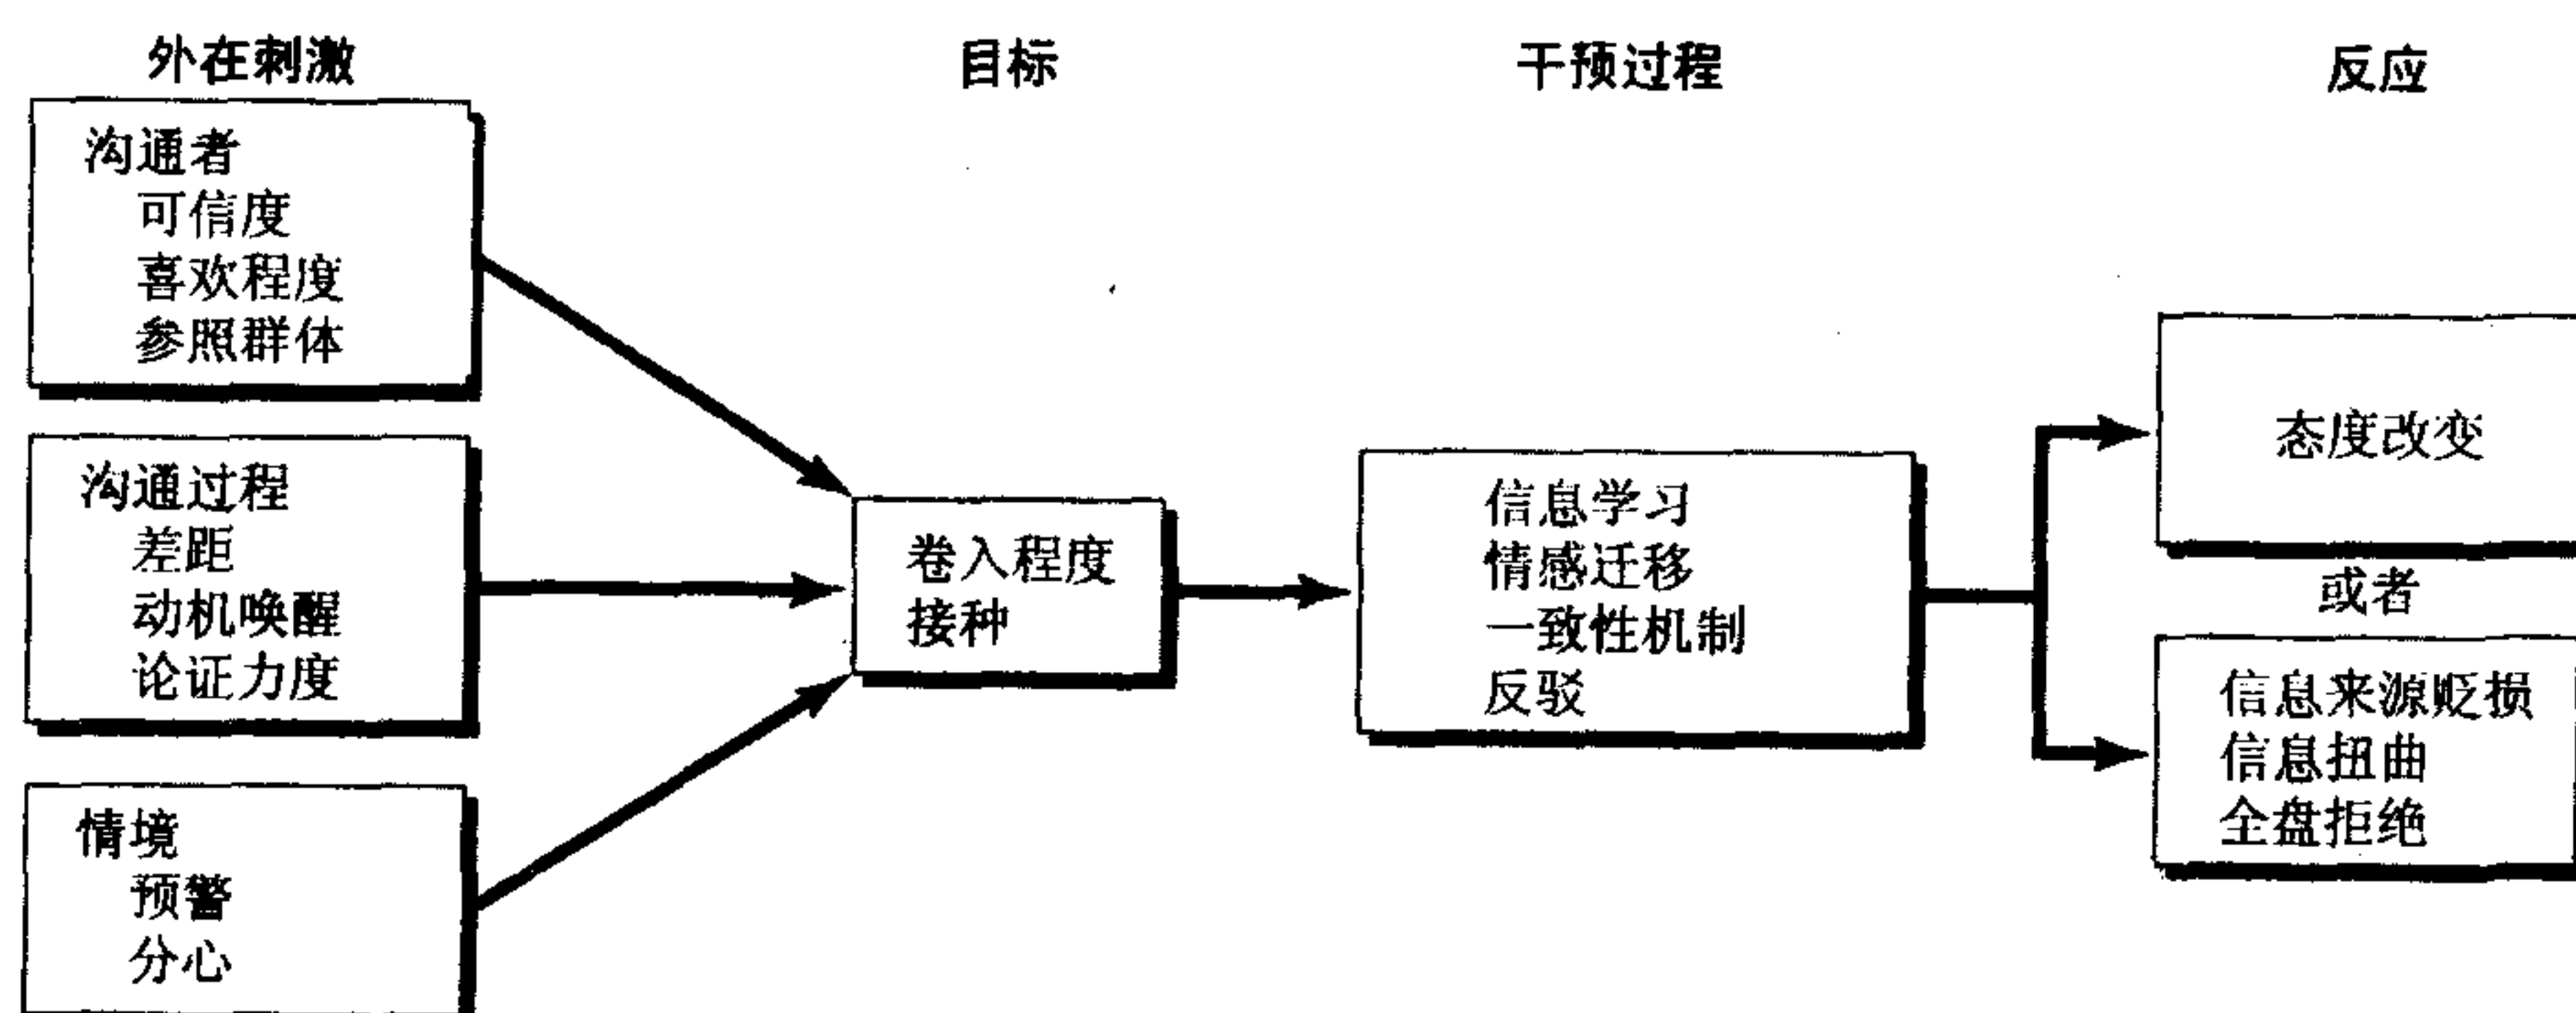 外在刺激
目标
干预过程
反应
沟通者
可信度
喜欢程度
参照群体
沟通过程
差距
动机唤醒
论证力度
情境
预警
分心
卷入程度
接种
信息学习
情感迁移
一致性机制
反驳
态度改变
或者
信息来源贬损
信息扭曲
全盘拒绝